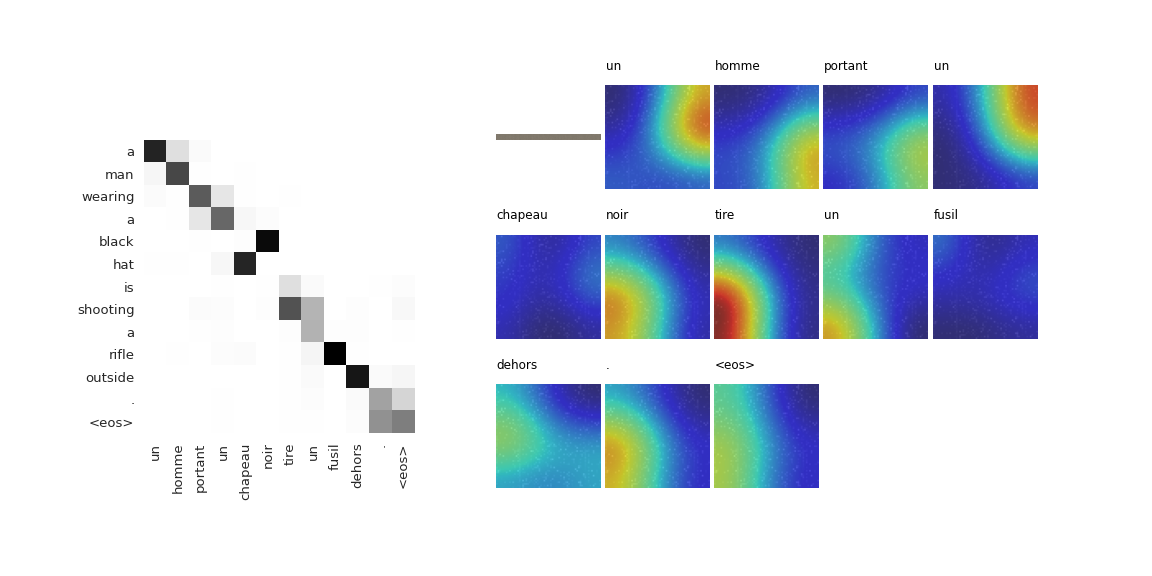 a
man
wearing
a
black
hat
is
shooting
a
rifle
outside
.
<eos>
un
homme
portant
un
chapeau
noir
tire
un
fusil
dehors
.
<eos>
un homme portant un
chapeau noir tire un fusil
dehors . <eos>